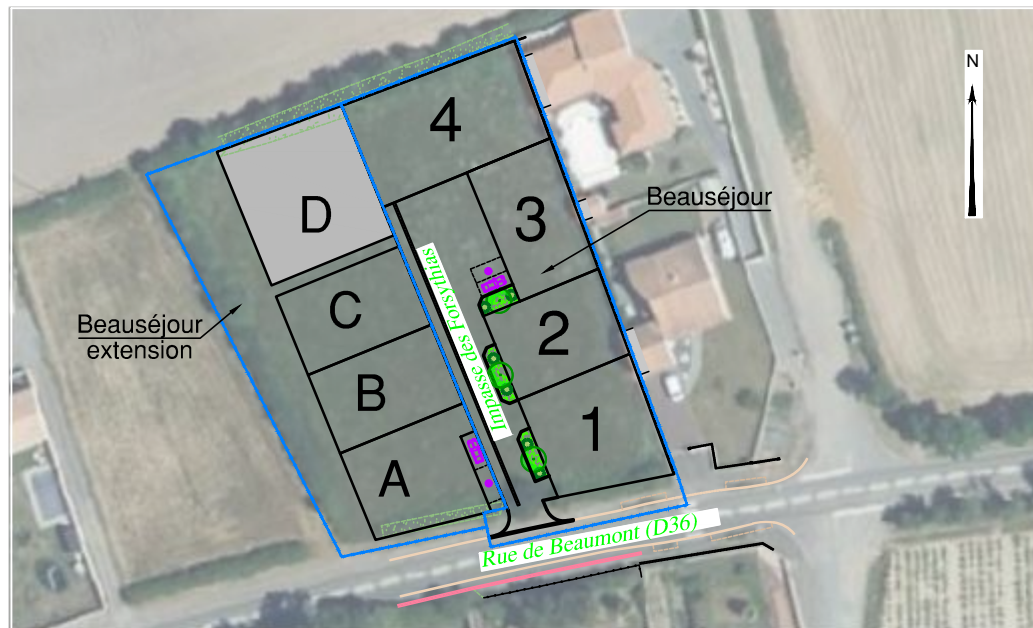 N
4
D
3
Beauséjour
C
Impasse des Forsythias
2
Beauséjour
extension
B
1
A
Rue de Beaumont (D36)